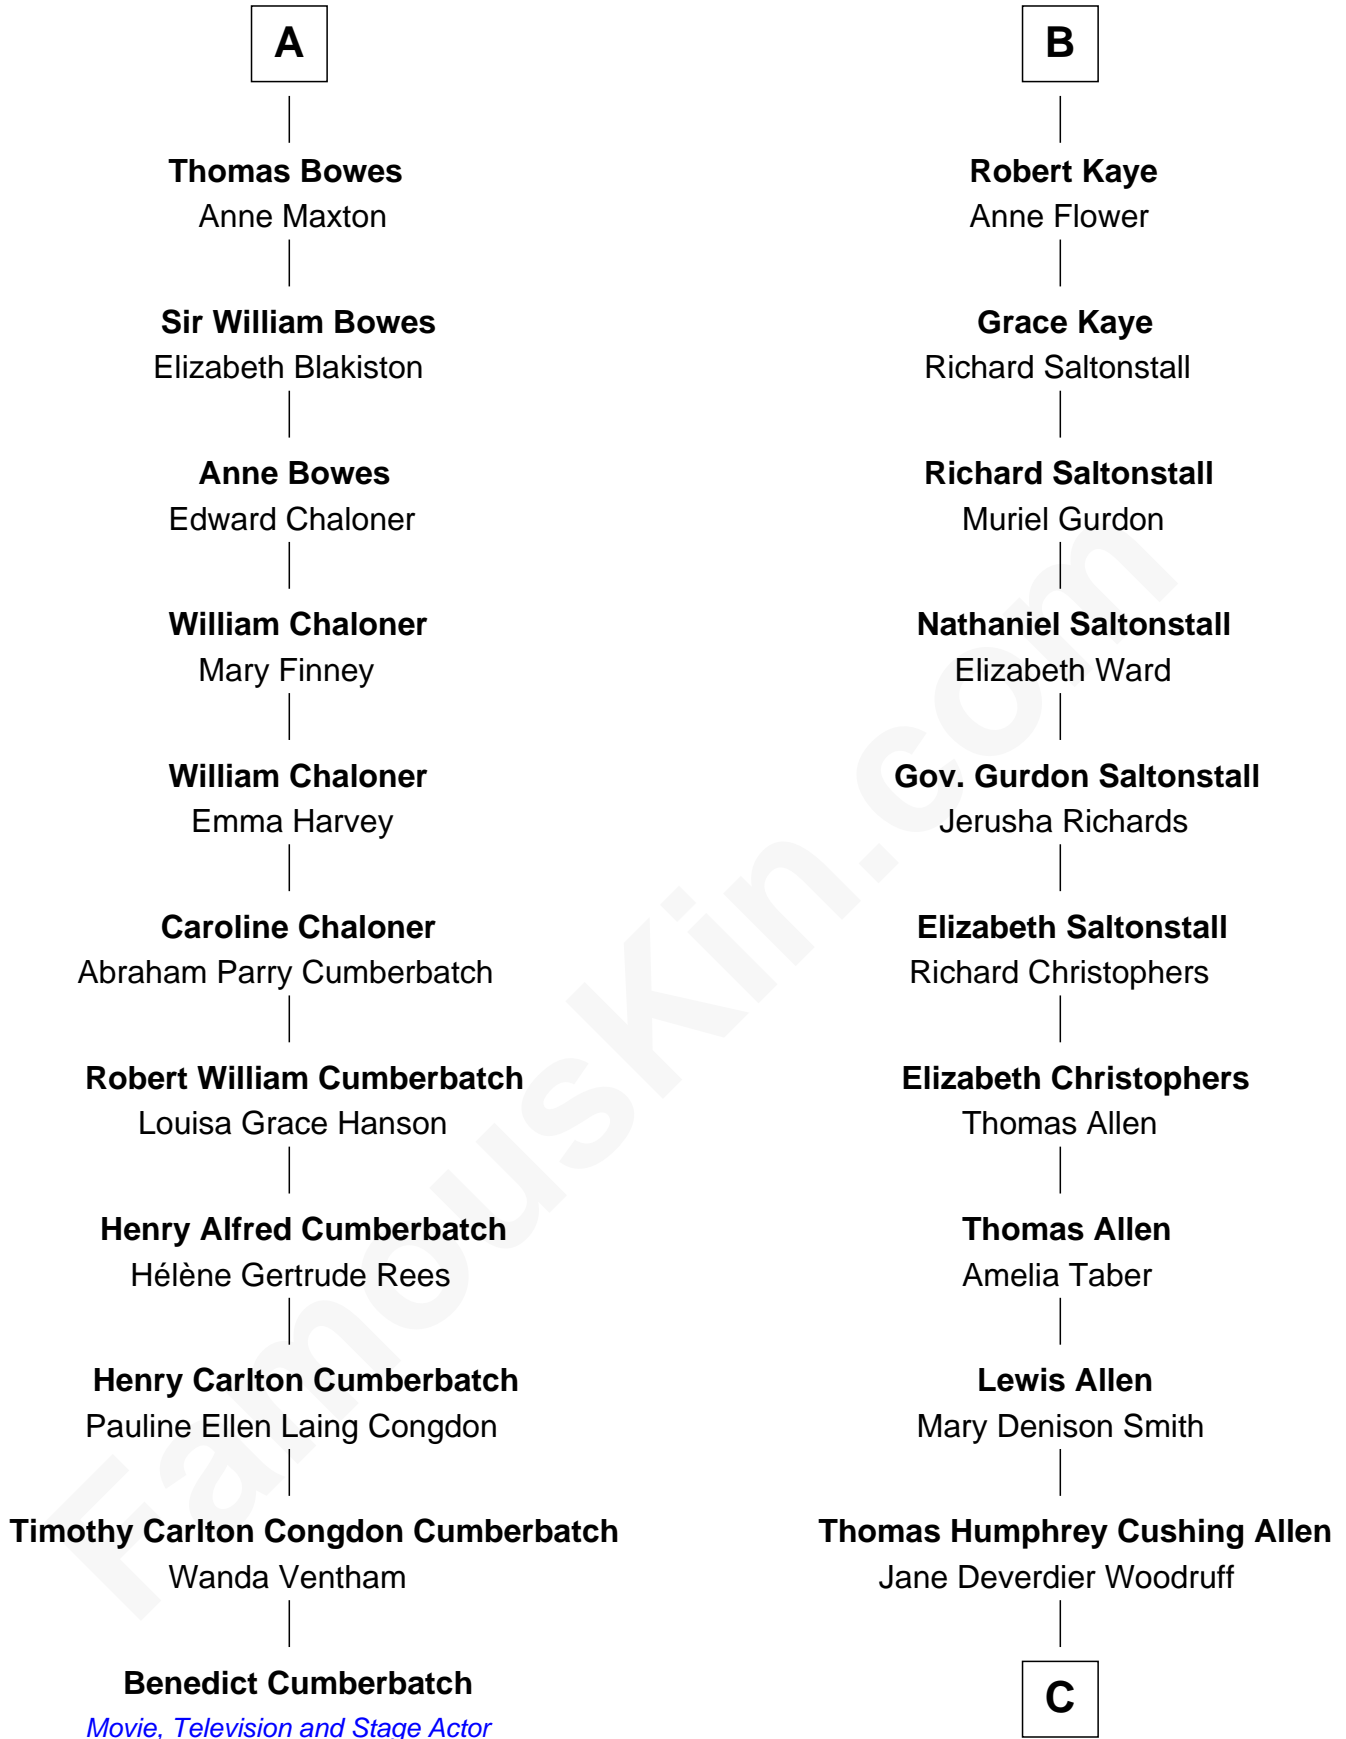 A
Thomas Bowes
Anne Maxton
Sir William Bowes
Elizabeth Blakiston
Anne Bowes
Edward Chaloner
William Chaloner
Mary Finney
William Chaloner
Emma Harvey
Caroline Chaloner
Abraham Parry Cumberbatch
Robert William Cumberbatch
Louisa Grace Hanson
Henry Alfred Cumberbatch
Hélène Gertrude Rees
Henry Carlton Cumberbatch
Pauline Ellen Laing Congdon
Timothy Carlton Congdon Cumberbatch
Wanda Ventham
Benedict Cumberbatch
Movie, Television and Stage Actor
B
Robert Kaye
Anne Flower
Grace Kaye
Richard Saltonstall
Richard Saltonstall
Muriel Gurdon
Nathaniel Saltonstall
Elizabeth Ward
Gov. Gurdon Saltonstall
Jerusha Richards
Elizabeth Saltonstall
Richard Christophers
Elizabeth Christophers
Thomas Allen
Thomas Allen
Amelia Taber
Lewis Allen
Mary Denison Smith
Thomas Humphrey Cushing Allen
Jane Deverdier Woodruff
C
FamousKin.com